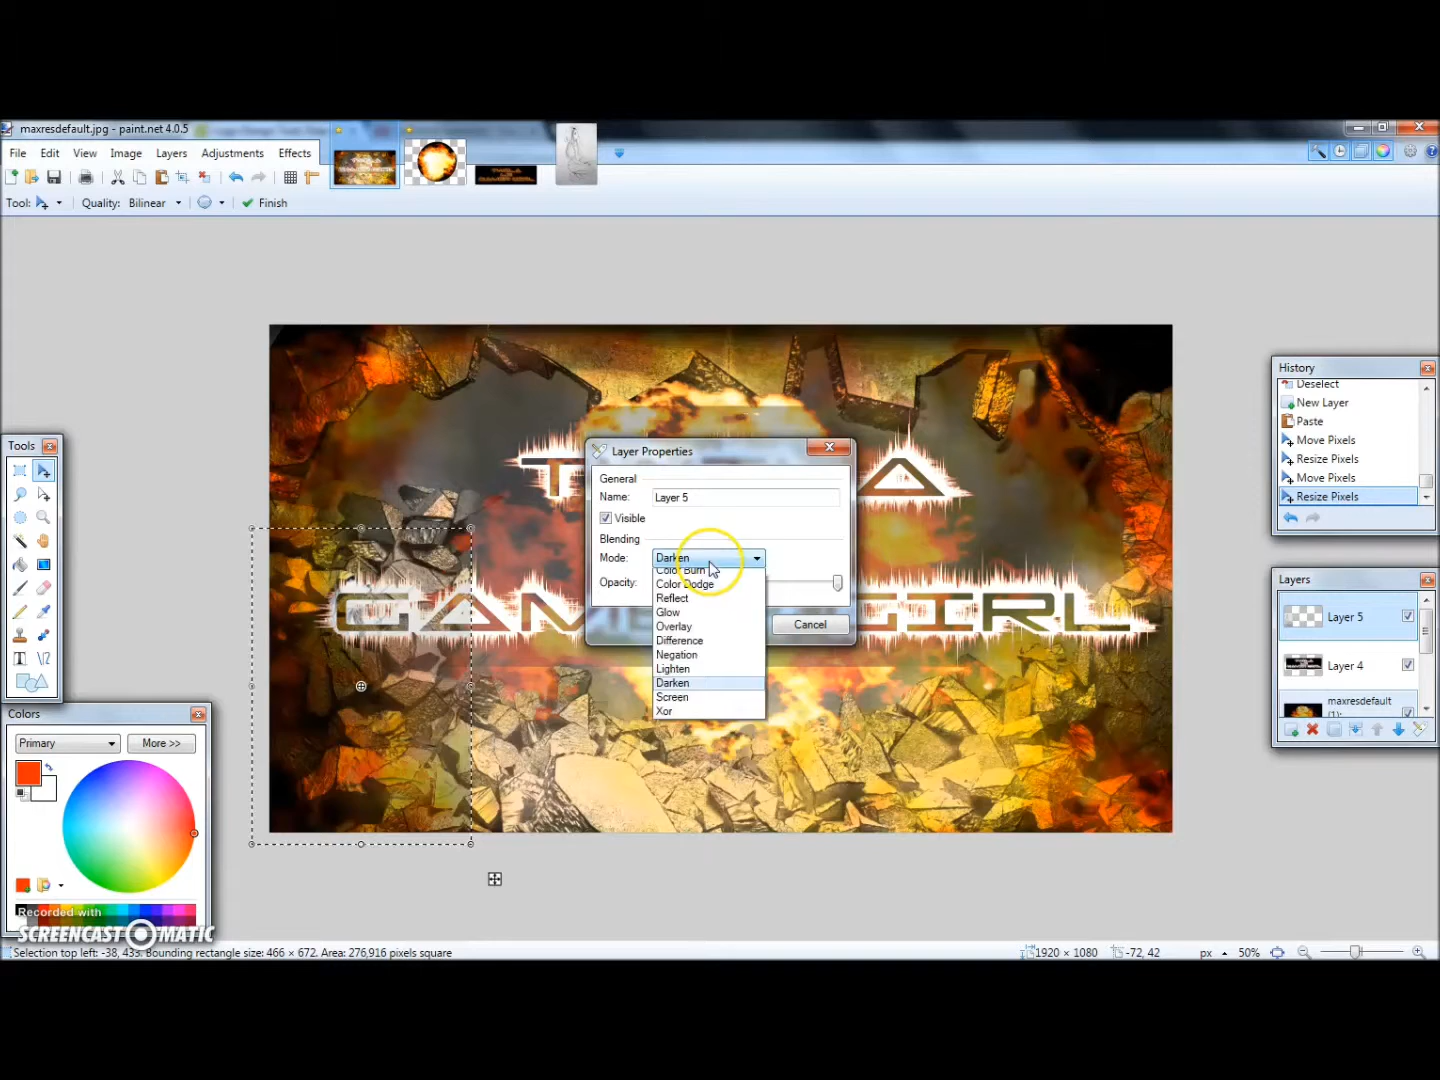 maxresdefault.jpg - paint.net 4.0.5
File Edit View Image Layers Adjustments Effects
Tool: Quality: Bilinear Finish
History
Deselect
New Layer
Paste
Move Pixels
Resize Pixels
Move Pixels
Resize Pixels
Layer Properties
General
Name: Layer 5
Visible
Blending
Mode: Darken
Opacity:
Color Burn
Color Dodge
Reflect
Glow
Overlay
Difference
Negation
Lighten
Darken
Screen
Xor
Cancel
GAM GIRL
Tools
Layers
Layer 5
Layer 4
maxresdefault
(1):
Colors
Primary More >>
Recorded with
SCREENCAST MATIC
Selection top left: -38, 433. Bounding rectangle size: 466 × 672. Area: 276,916 pixels square
1920 × 1080 -72, 42 px 50%